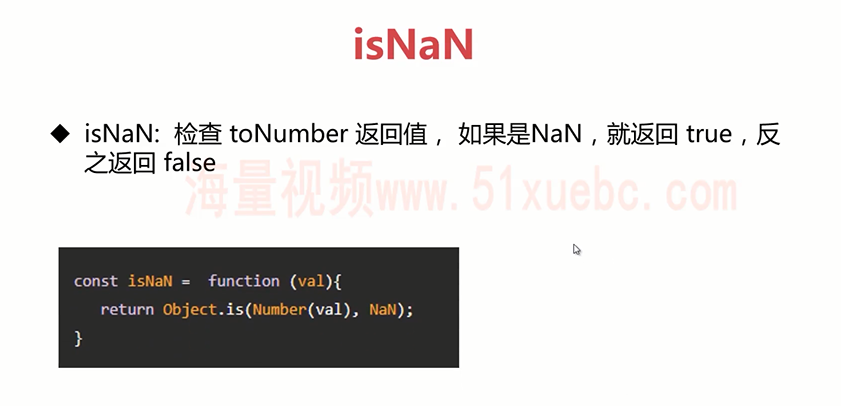 isNaN
◆ isNaN: 检查 toNumber 返回值， 如果是NaN，就返回 true，反
之返回 false
海量视频www.51xuebc.com
const isNaN =  function (val){
   return Object.is(Number(val), NaN);
}